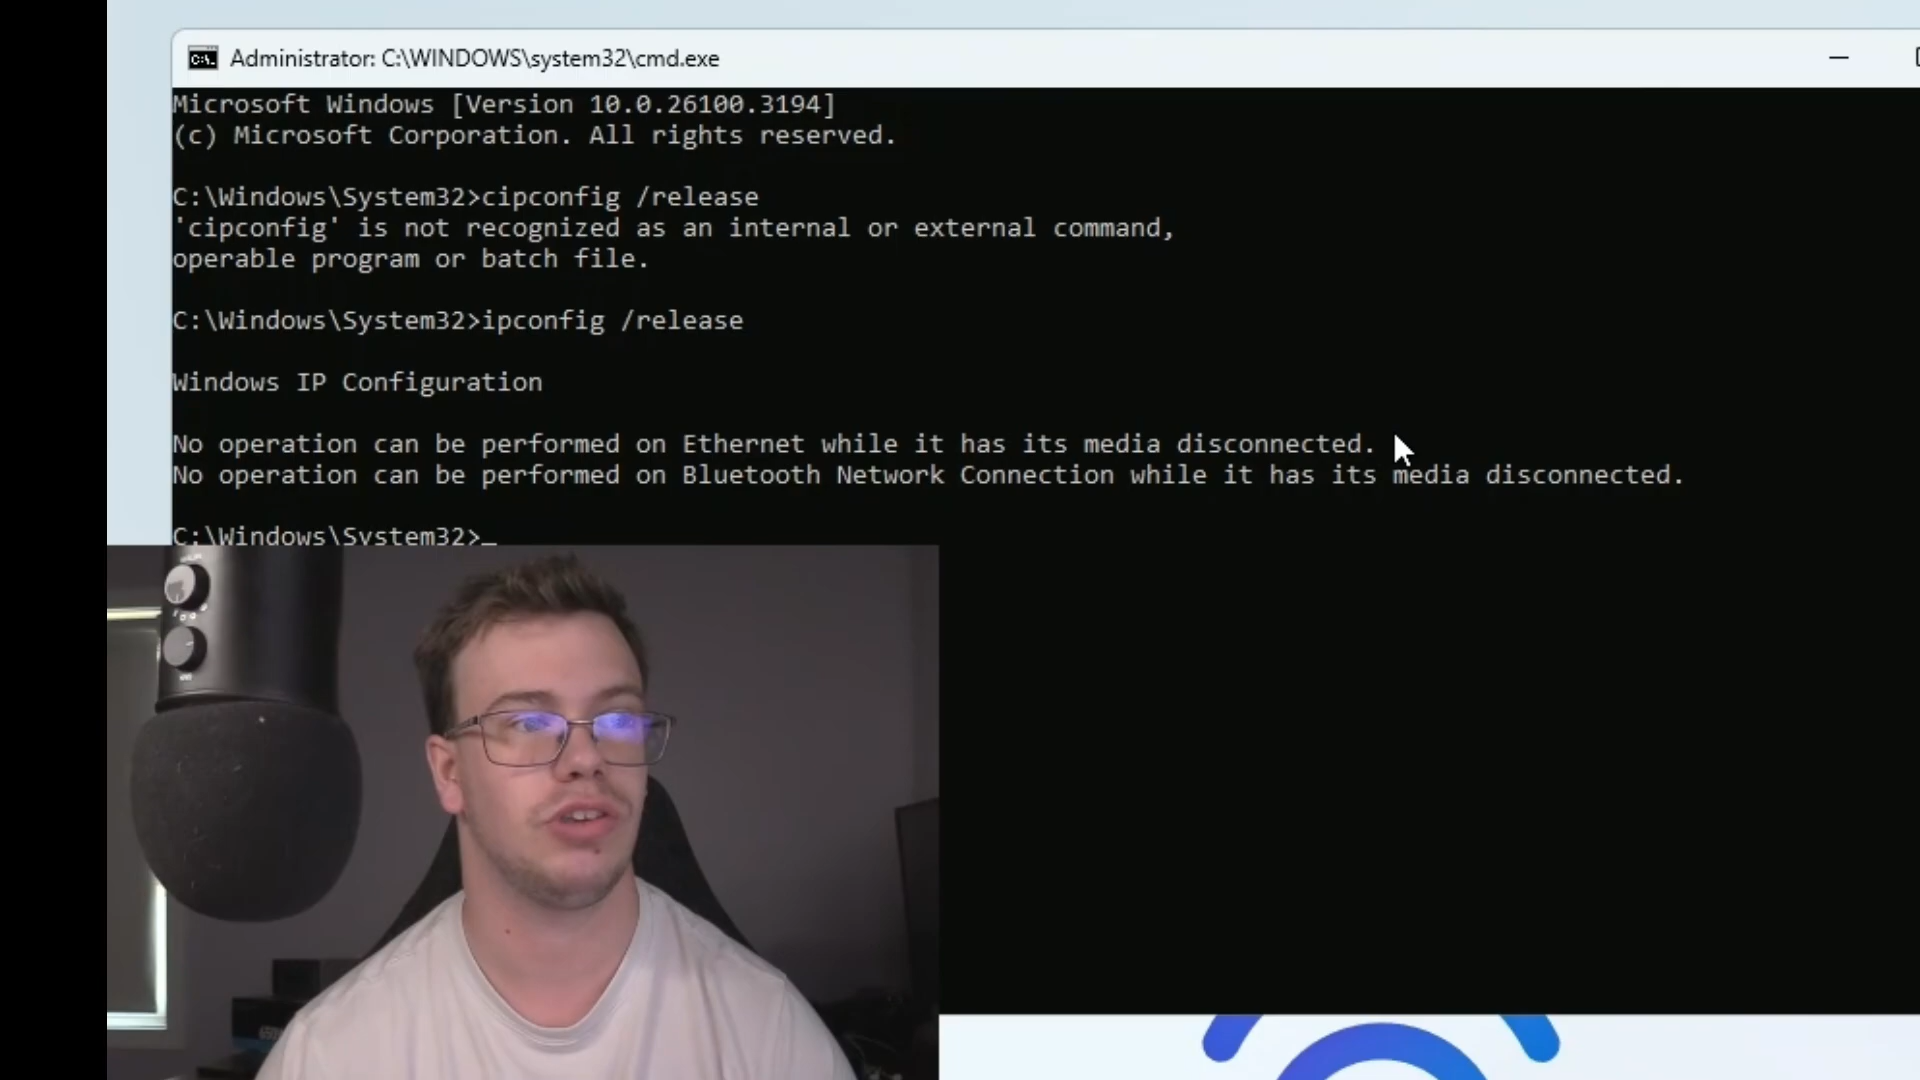 Administrator: C:\WINDOWS\system32\cmd.exe
Microsoft Windows [Version 10.0.26100.3194]
(c) Microsoft Corporation. All rights reserved.
C:\Windows\System32>cipconfig /release
'cipconfig' is not recognized as an internal or external command,
operable program or batch file.
C:\Windows\System32>ipconfig /release
Windows IP Configuration
No operation can be performed on Ethernet while it has its media disconnected.
No operation can be performed on Bluetooth Network Connection while it has its media disconnected.
C:\Windows\System32>_